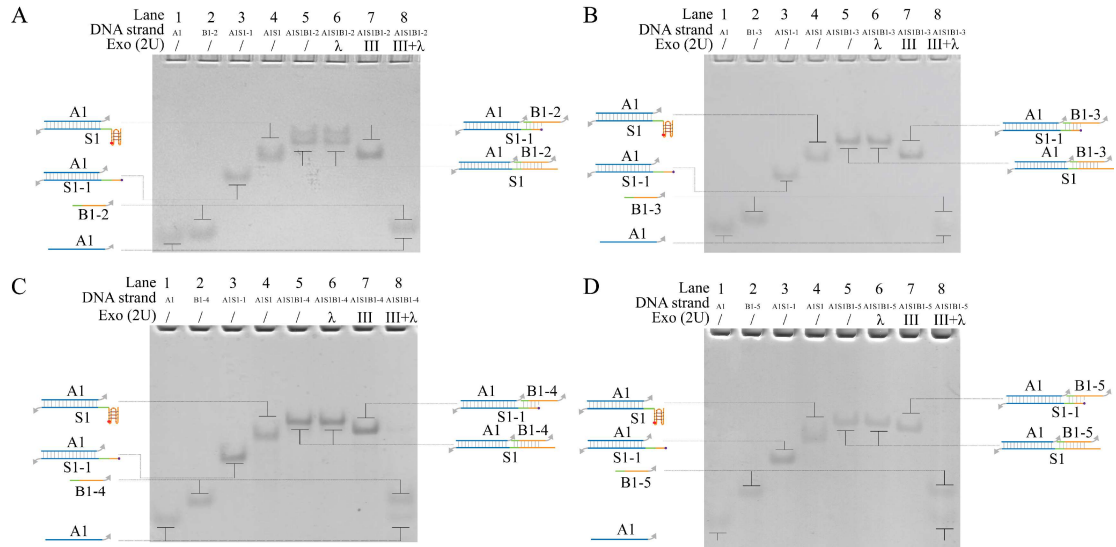 A
Lane 1 2 3 4 5 6 7 8
DNA strand A1 B1-2 A1S1-1 A1S1 A1S1B1-2 A1S1B1-2 A1S1B1-2 A1S1B1-2
Exo (2U) / / / / / λ III III+λ
A1
S1
A1
S1-1
B1-2
A1
A1 B1-2
S1-1
A1 B1-2
S1
B
Lane 1 2 3 4 5 6 7 8
DNA strand A1 B1-3 A1S1-1 A1S1 A1S1B1-3 A1S1B1-3 A1S1B1-3 A1S1B1-3
Exo (2U) / / / / / λ III III+λ
A1
S1
A1
S1-1
B1-3
A1
A1 B1-3
S1-1
A1 B1-3
S1
C
Lane 1 2 3 4 5 6 7 8
DNA strand A1 B1-4 A1S1-1 A1S1 A1S1B1-4 A1S1B1-4 A1S1B1-4 A1S1B1-4
Exo (2U) / / / / / λ III III+λ
A1
S1
A1
S1-1
B1-4
A1
A1 B1-4
S1-1
A1 B1-4
S1
D
Lane 1 2 3 4 5 6 7 8
DNA strand A1 B1-5 A1S1-1 A1S1 A1S1B1-5 A1S1B1-5 A1S1B1-5 A1S1B1-5
Exo (2U) / / / / / λ III III+λ
A1
S1
A1
S1-1
B1-5
A1
A1 B1-5
S1-1
A1 B1-5
S1